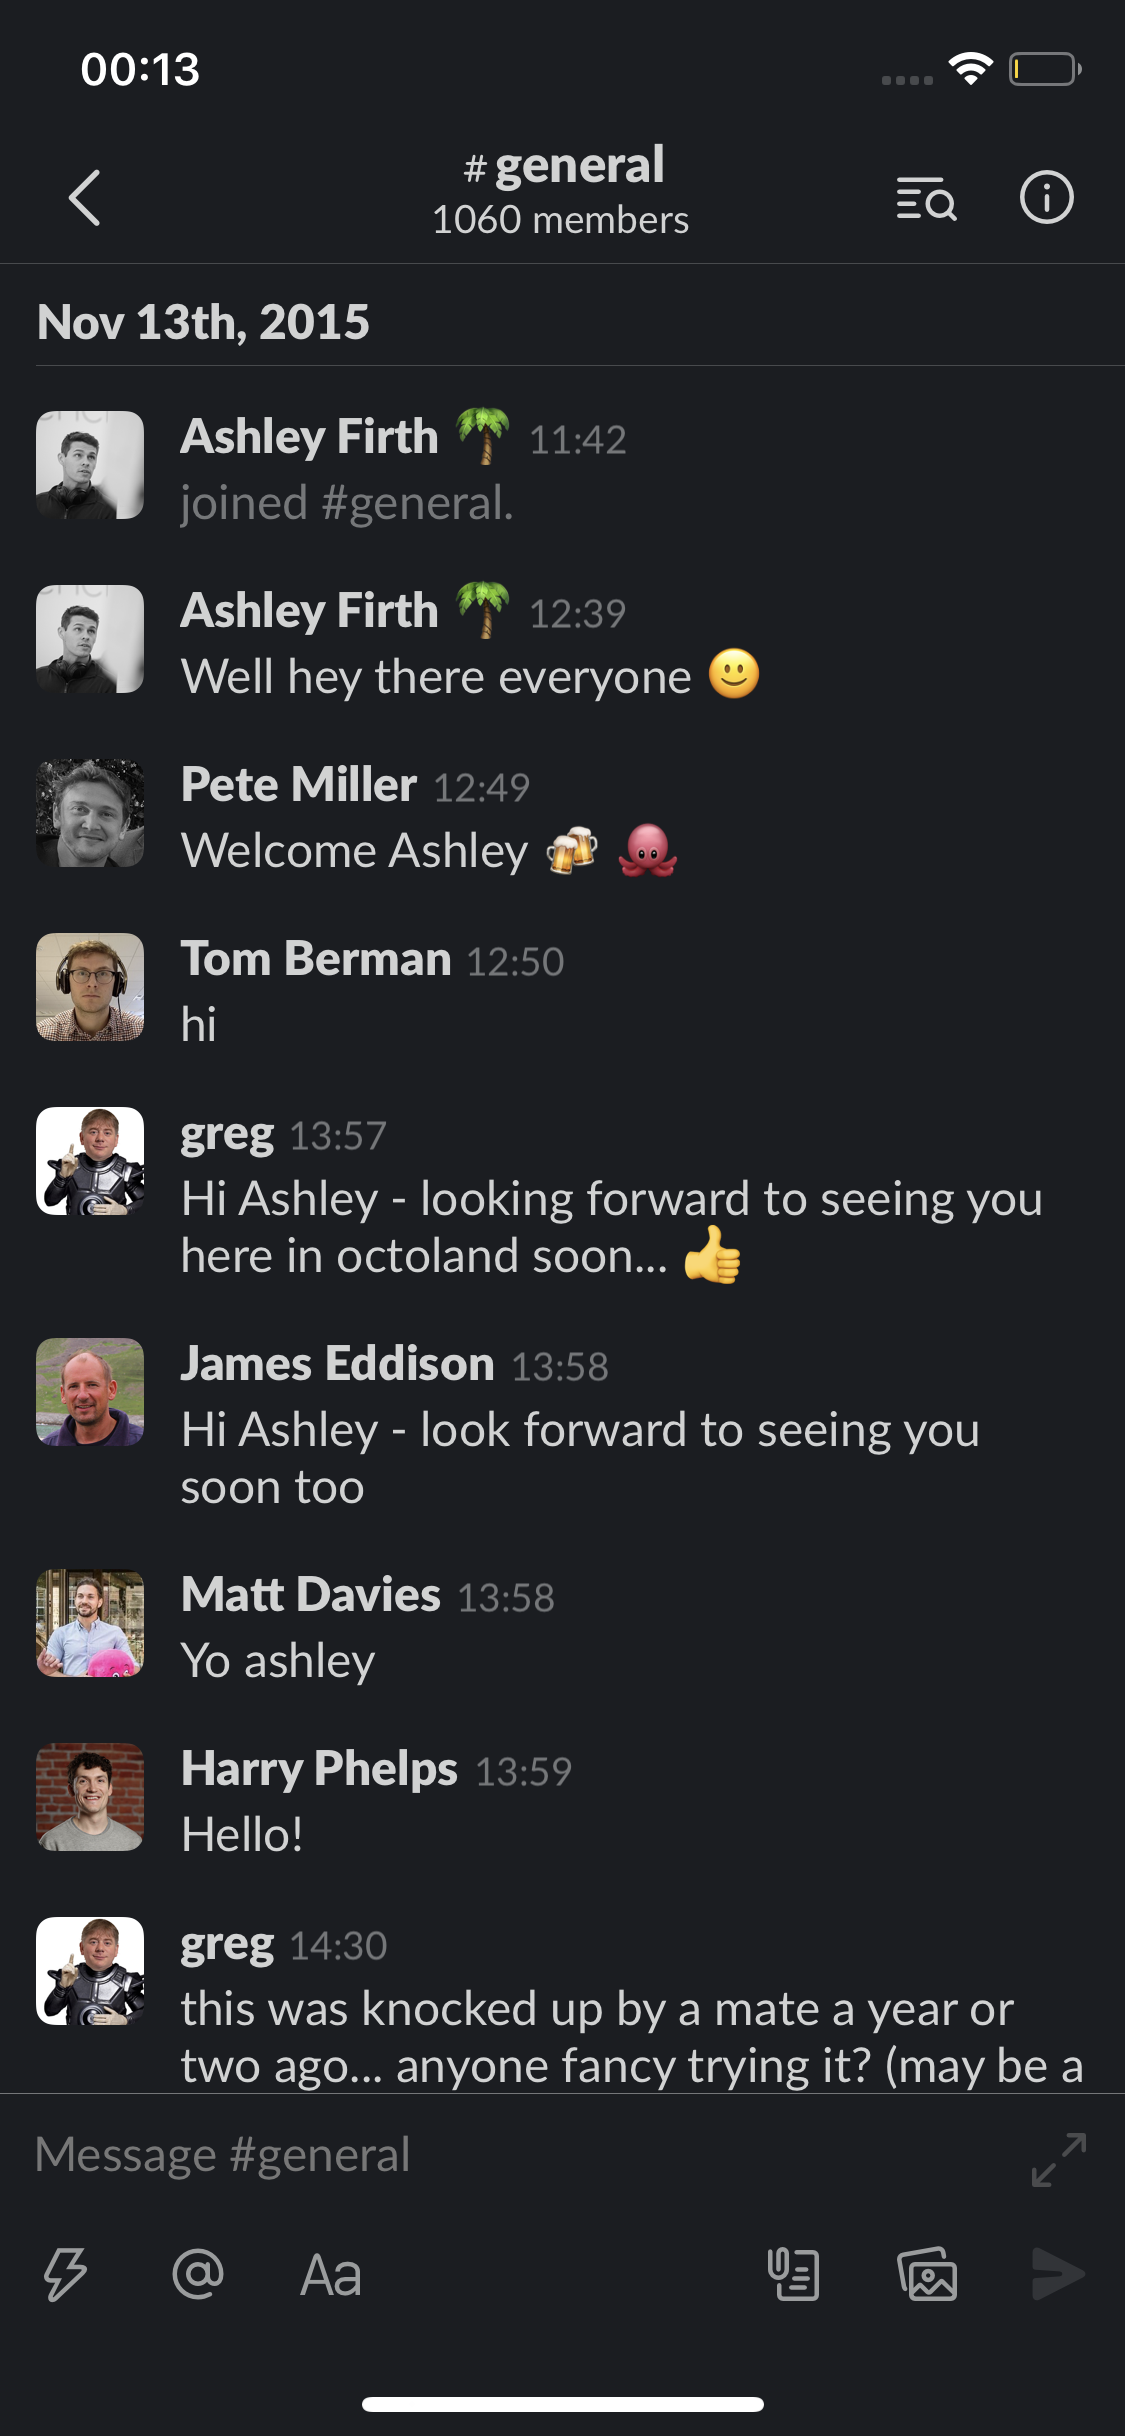 00:13
# general
1060 members
Nov 13th, 2015
Ashley Firth 🌴 11:42
joined #general.
Ashley Firth 🌴 12:39
Well hey there everyone 🙂
Pete Miller 12:49
Welcome Ashley 🍻 🐙
Tom Berman 12:50
hi
greg 13:57
Hi Ashley - looking forward to seeing you
here in octoland soon... 👍
James Eddison 13:58
Hi Ashley - look forward to seeing you
soon too
Matt Davies 13:58
Yo ashley
Harry Phelps 13:59
Hello!
greg 14:30
this was knocked up by a mate a year or
two ago... anyone fancy trying it? (may be a
Message #general
@ Aa